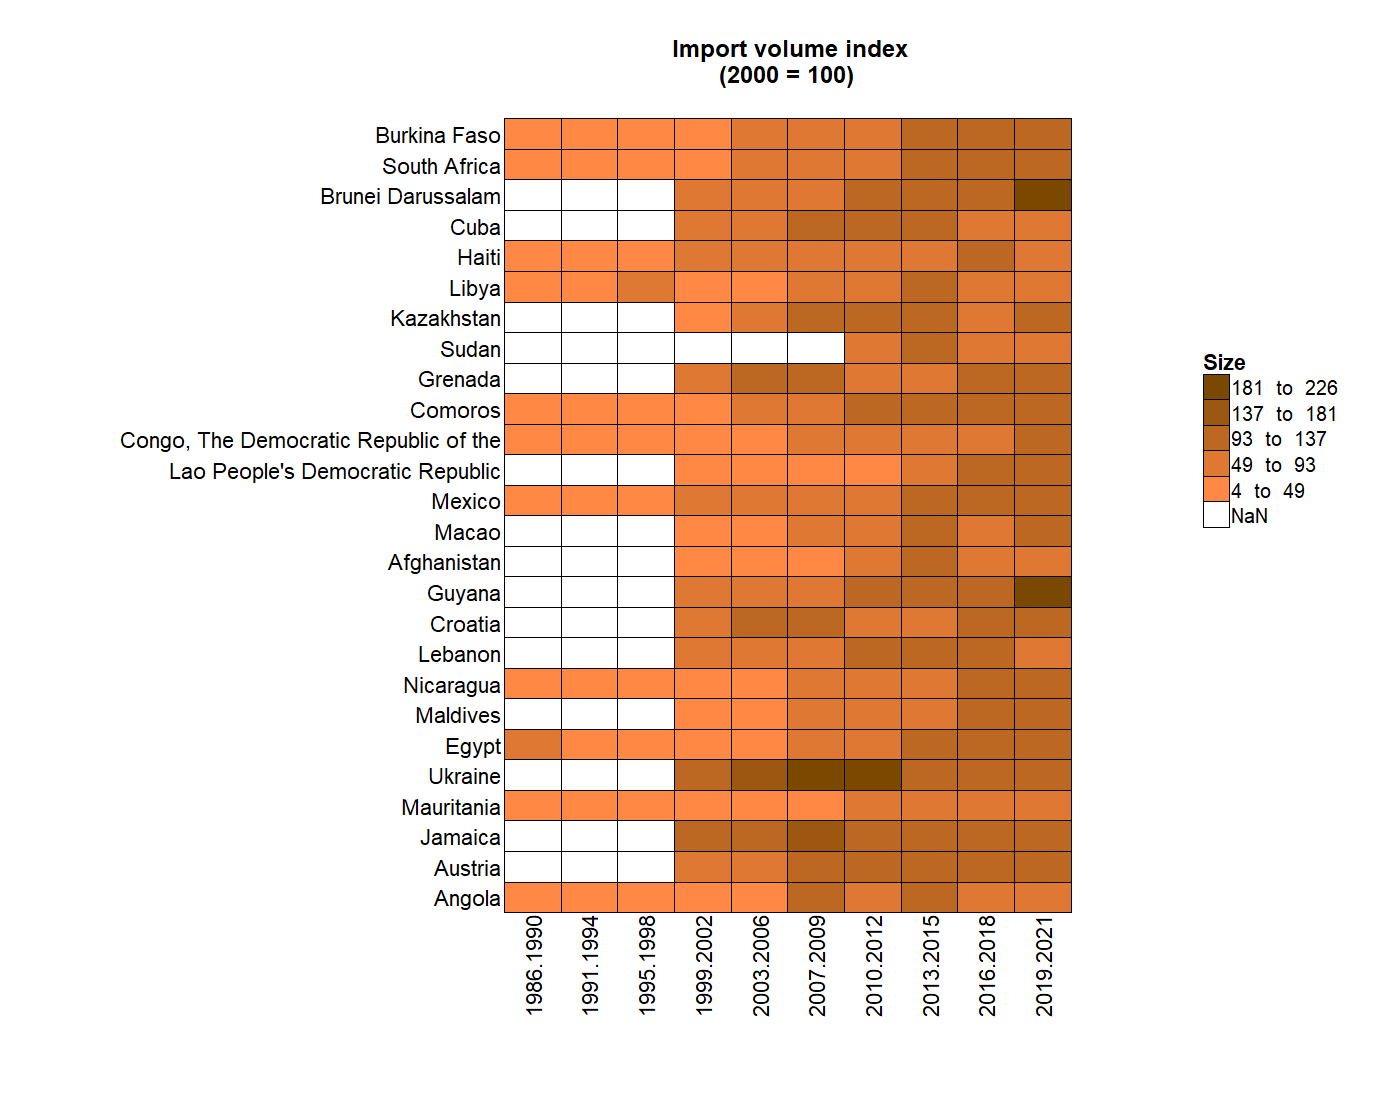 Import volume index
(2000 = 100)
Burkina Faso
South Africa
Brunei Darussalam
Cuba
Haiti
Libya
Kazakhstan
Sudan
Grenada
Comoros
Congo, The Democratic Republic of the
Lao People's Democratic Republic
Mexico
Macao
Afghanistan
Guyana
Croatia
Lebanon
Nicaragua
Maldives
Egypt
Ukraine
Mauritania
Jamaica
Austria
Angola
1986.1990
1991.1994
1995.1998
1999.2002
2003.2006
2007.2009
2010.2012
2013.2015
2016.2018
2019.2021
Size
181 to 226
137 to 181
93 to 137
49 to 93
4 to 49
NaN